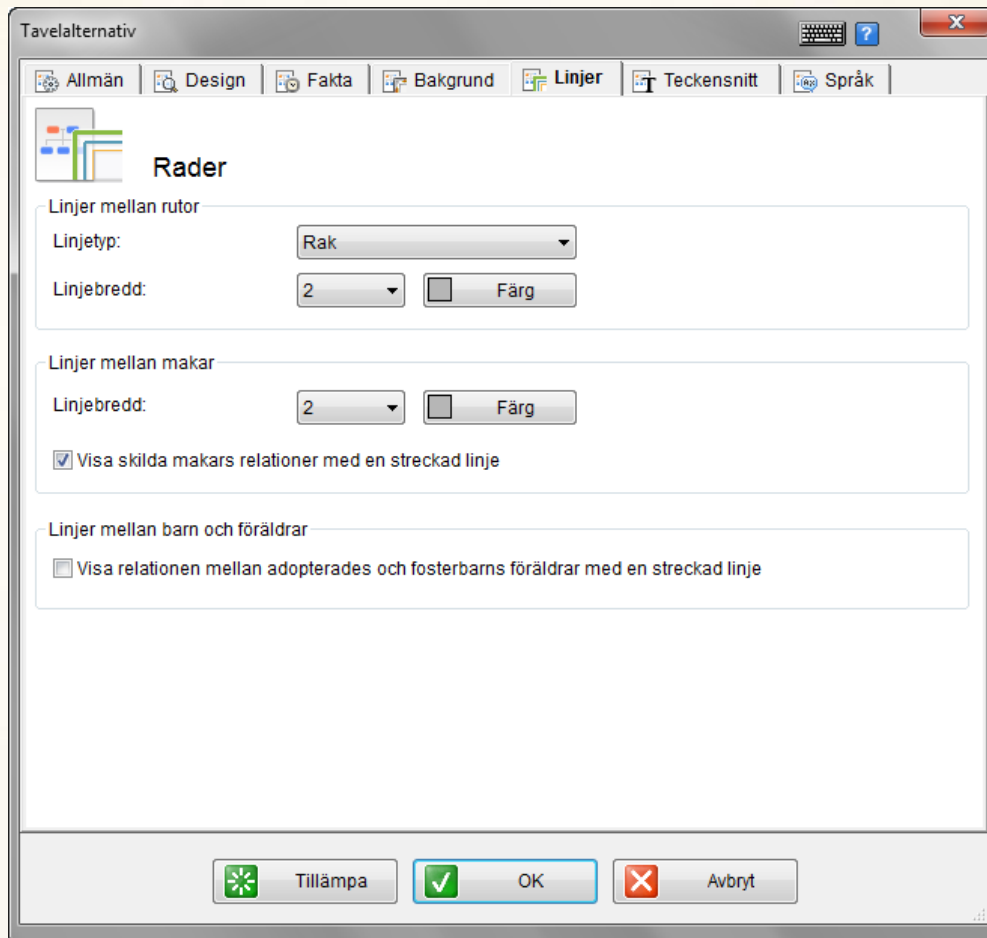 Tavelalternativ
?
Allmän Design Fakta Bakgrund Linjer Teckensnitt Språk
Rader
Linjer mellan rutor
Linjetyp: Rak
Linjebredd: 2 Färg
Linjer mellan makar
Linjebredd: 2 Färg
Visa skilda makars relationer med en streckad linje
Linjer mellan barn och föräldrar
Visa relationen mellan adopterades och fosterbarns föräldrar med en streckad linje
Tillämpa OK Avbryt